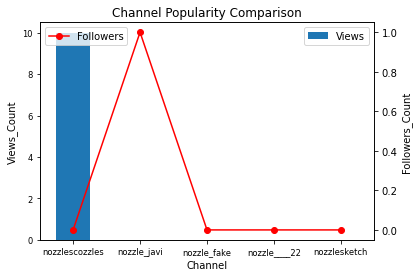 Channel Popularity Comparison
Followers
Views
10
8
6
4
2
0
Views_Count
1.0
0.8
0.6
0.4
0.2
0.0
Followers_Count
nozzlescozzles nozzle_javi nozzle_fake nozzle___22 nozzlesketch
Channel